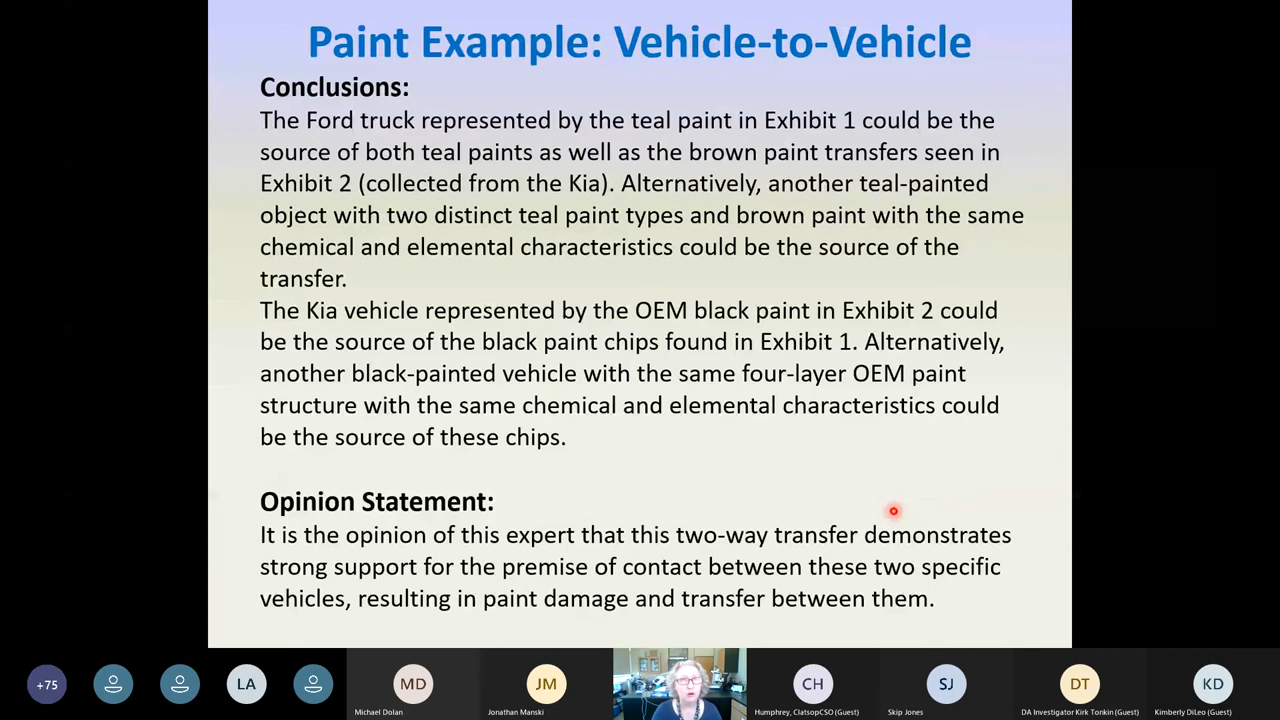 Paint Example: Vehicle-to-Vehicle
Conclusions:
The Ford truck represented by the teal paint in Exhibit 1 could be the
source of both teal paints as well as the brown paint transfers seen in
Exhibit 2 (collected from the Kia). Alternatively, another teal-painted
object with two distinct teal paint types and brown paint with the same
chemical and elemental characteristics could be the source of the
transfer.
The Kia vehicle represented by the OEM black paint in Exhibit 2 could
be the source of the black paint chips found in Exhibit 1. Alternatively,
another black-painted vehicle with the same four-layer OEM paint
structure with the same chemical and elemental characteristics could
be the source of these chips.
Opinion Statement:
It is the opinion of this expert that this two-way transfer demonstrates
strong support for the premise of contact between these two specific
vehicles, resulting in paint damage and transfer between them.
+75
LA
MD
JM
CH
SJ
DT
KD
Michael Dolan
Jonathan Manski
Humphrey, ClatsopCSO (Guest)
Skip Jones
DA Investigator Kirk Tonkin (Guest)
Kimberly DiLeo (Guest)